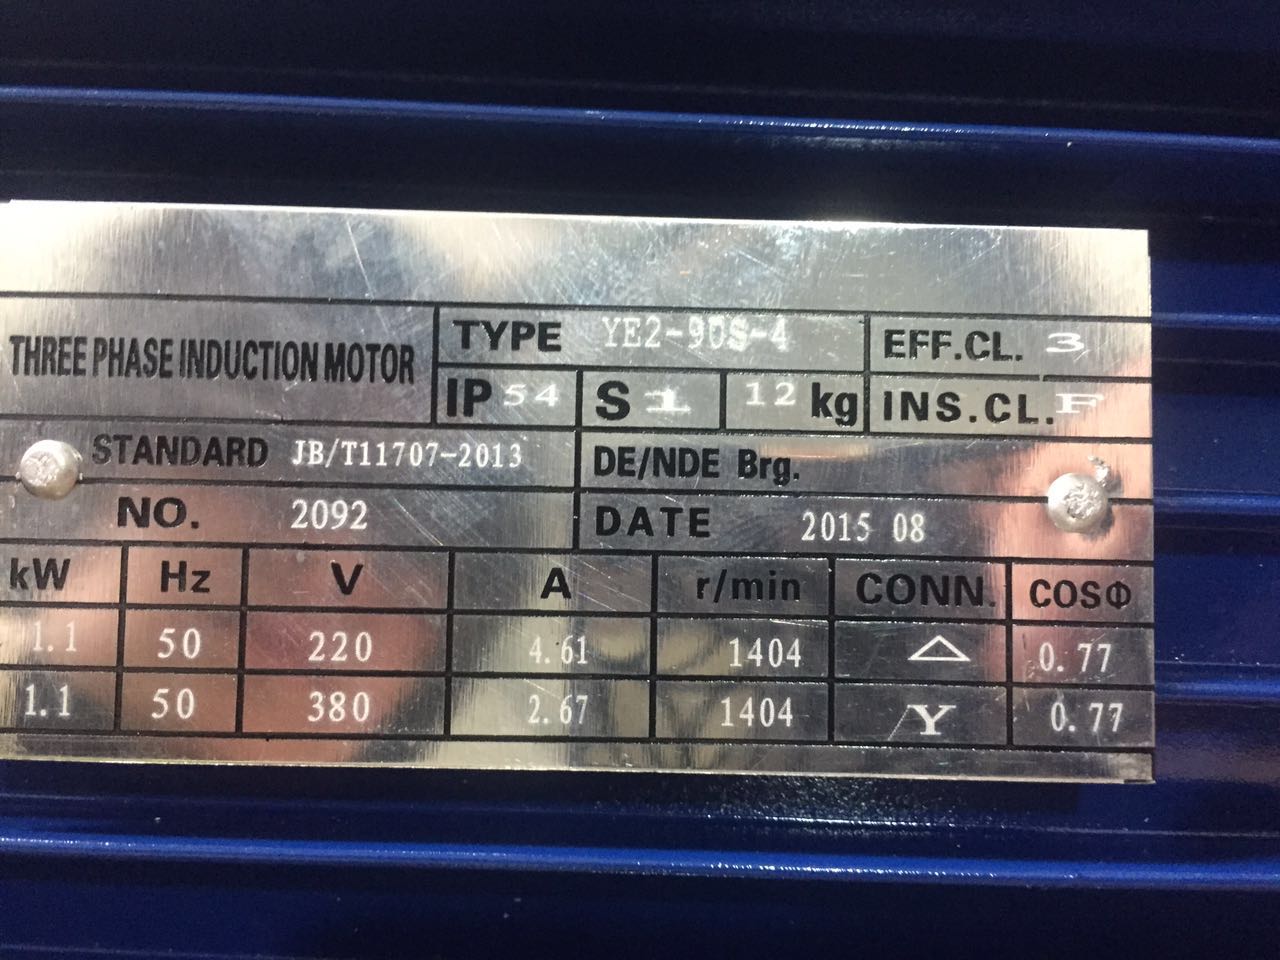 THREE PHASE INDUCTION MOTOR
TYPE YE2-90S-4 EFF.CL. 3
IP 54 S 1 12 kg INS.CL. F
STANDARD JB/T11707-2013 DE/NDE Brg.
NO. 2092 DATE 2015 08
kW Hz V A r/min CONN. COSΦ
1.1 50 220 4.61 1404 △ 0.77
1.1 50 380 2.67 1404 Y 0.77